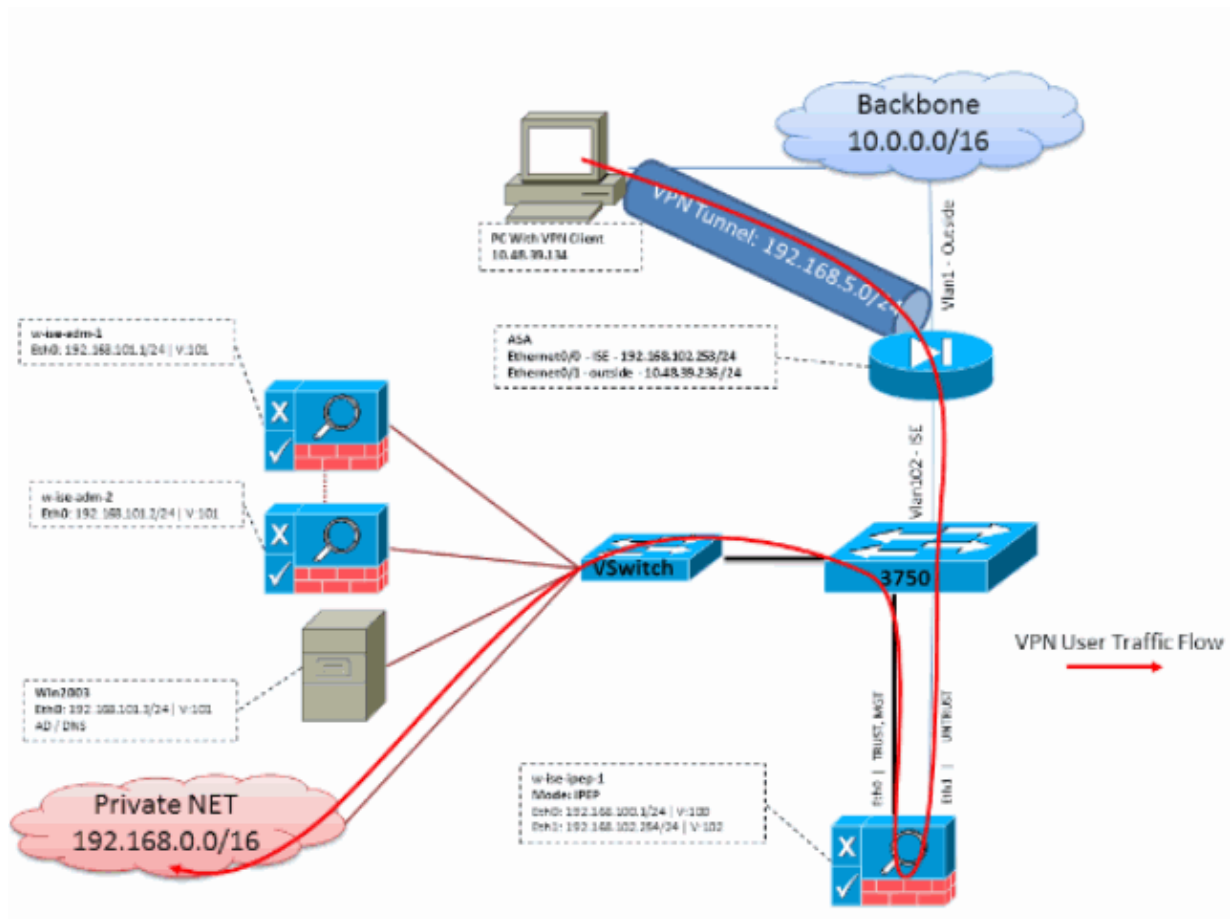 Backbone
10.0.0.0/16
VPN Tunnel: 192.168.5.0/24
PC With VPN Client
10.48.39.134
Vlan1 - Outside
w-ise-adm-1
Eth0: 192.168.101.1/24 | V:101
ASA
Ethernet0/0 - ISE - 192.168.102.253/24
Ethernet0/1 - outside - 10.48.39.236/24
Vlan102 - ISE
w-ise-adm-2
Eth0: 192.168.101.2/24 | V:101
VSwitch
3750
VPN User Traffic Flow
Win2003
Eth0: 192.168.101.3/24 | V:101
AD / DNS
Eth0 | TRUST, MGT
Eth1 | UNTRUST
w-ise-ipep-1
Mode: IPEP
Eth0: 192.168.100.1/24 | V:100
Eth1: 192.168.102.254/24 | V:102
Private NET
192.168.0.0/16